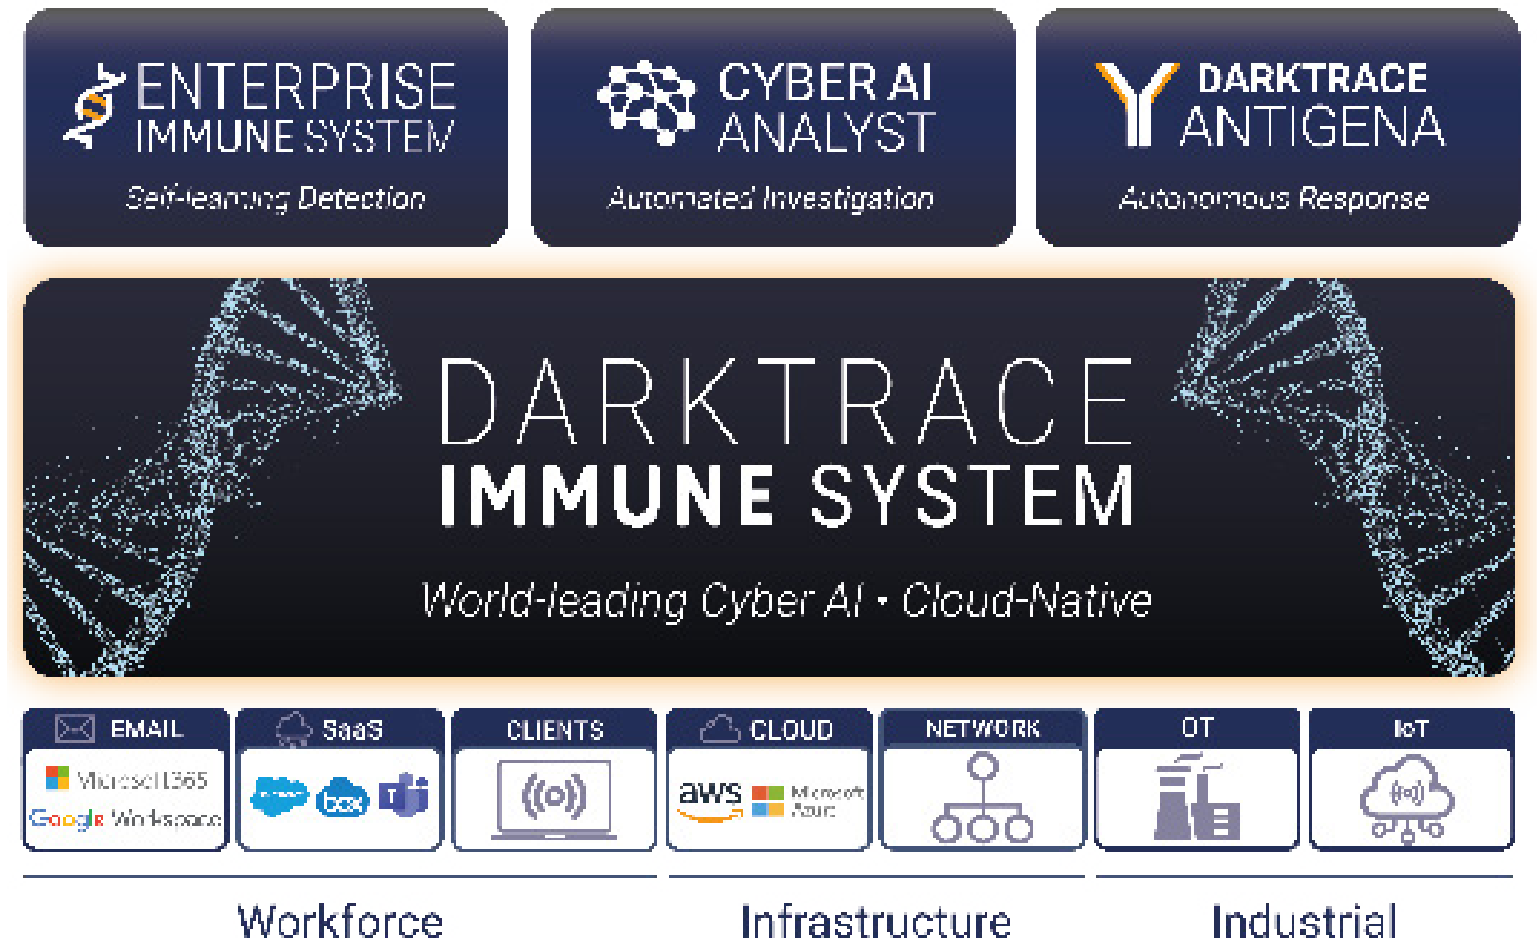 ENTERPRISE
IMMUNE SYSTEM
Self-learning Detection
CYBER AI
ANALYST
Automated Investigation
DARKTRACE
ANTIGENA
Autonomous Response
DARKTRACE
IMMUNE SYSTEM
World-leading Cyber AI • Cloud-Native
EMAIL
Microsoft 365
Google Workspace
SaaS
box
T
CLIENTS
CLOUD
aws
Microsoft
Azure
NETWORK
OT
IoT
Workforce
Infrastructure
Industrial